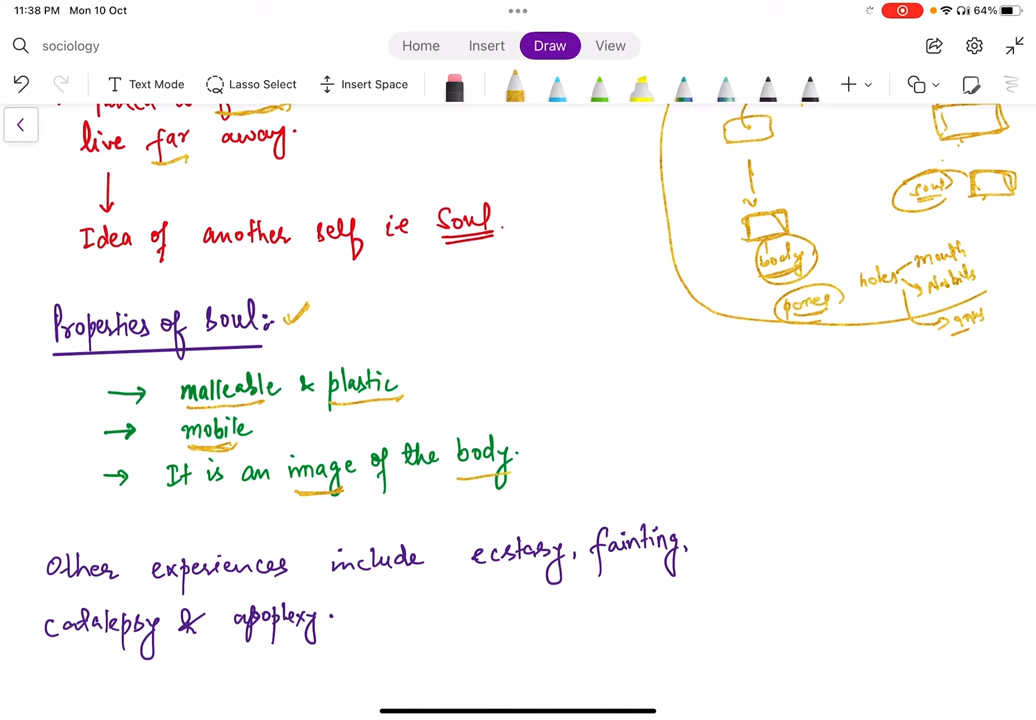 11:38 PM Mon 10 Oct
64%
sociology
Home Insert Draw View
Text Mode Lasso Select Insert Space
live far away.
Idea of another self ie Soul.
Properties of soul:-
malleable & plastic
mobile
It is an image of the body.
Other experiences include ecstasy, fainting,
catalepsy & apoplexy.
soul
body
holes mouth
Nostrils
pores